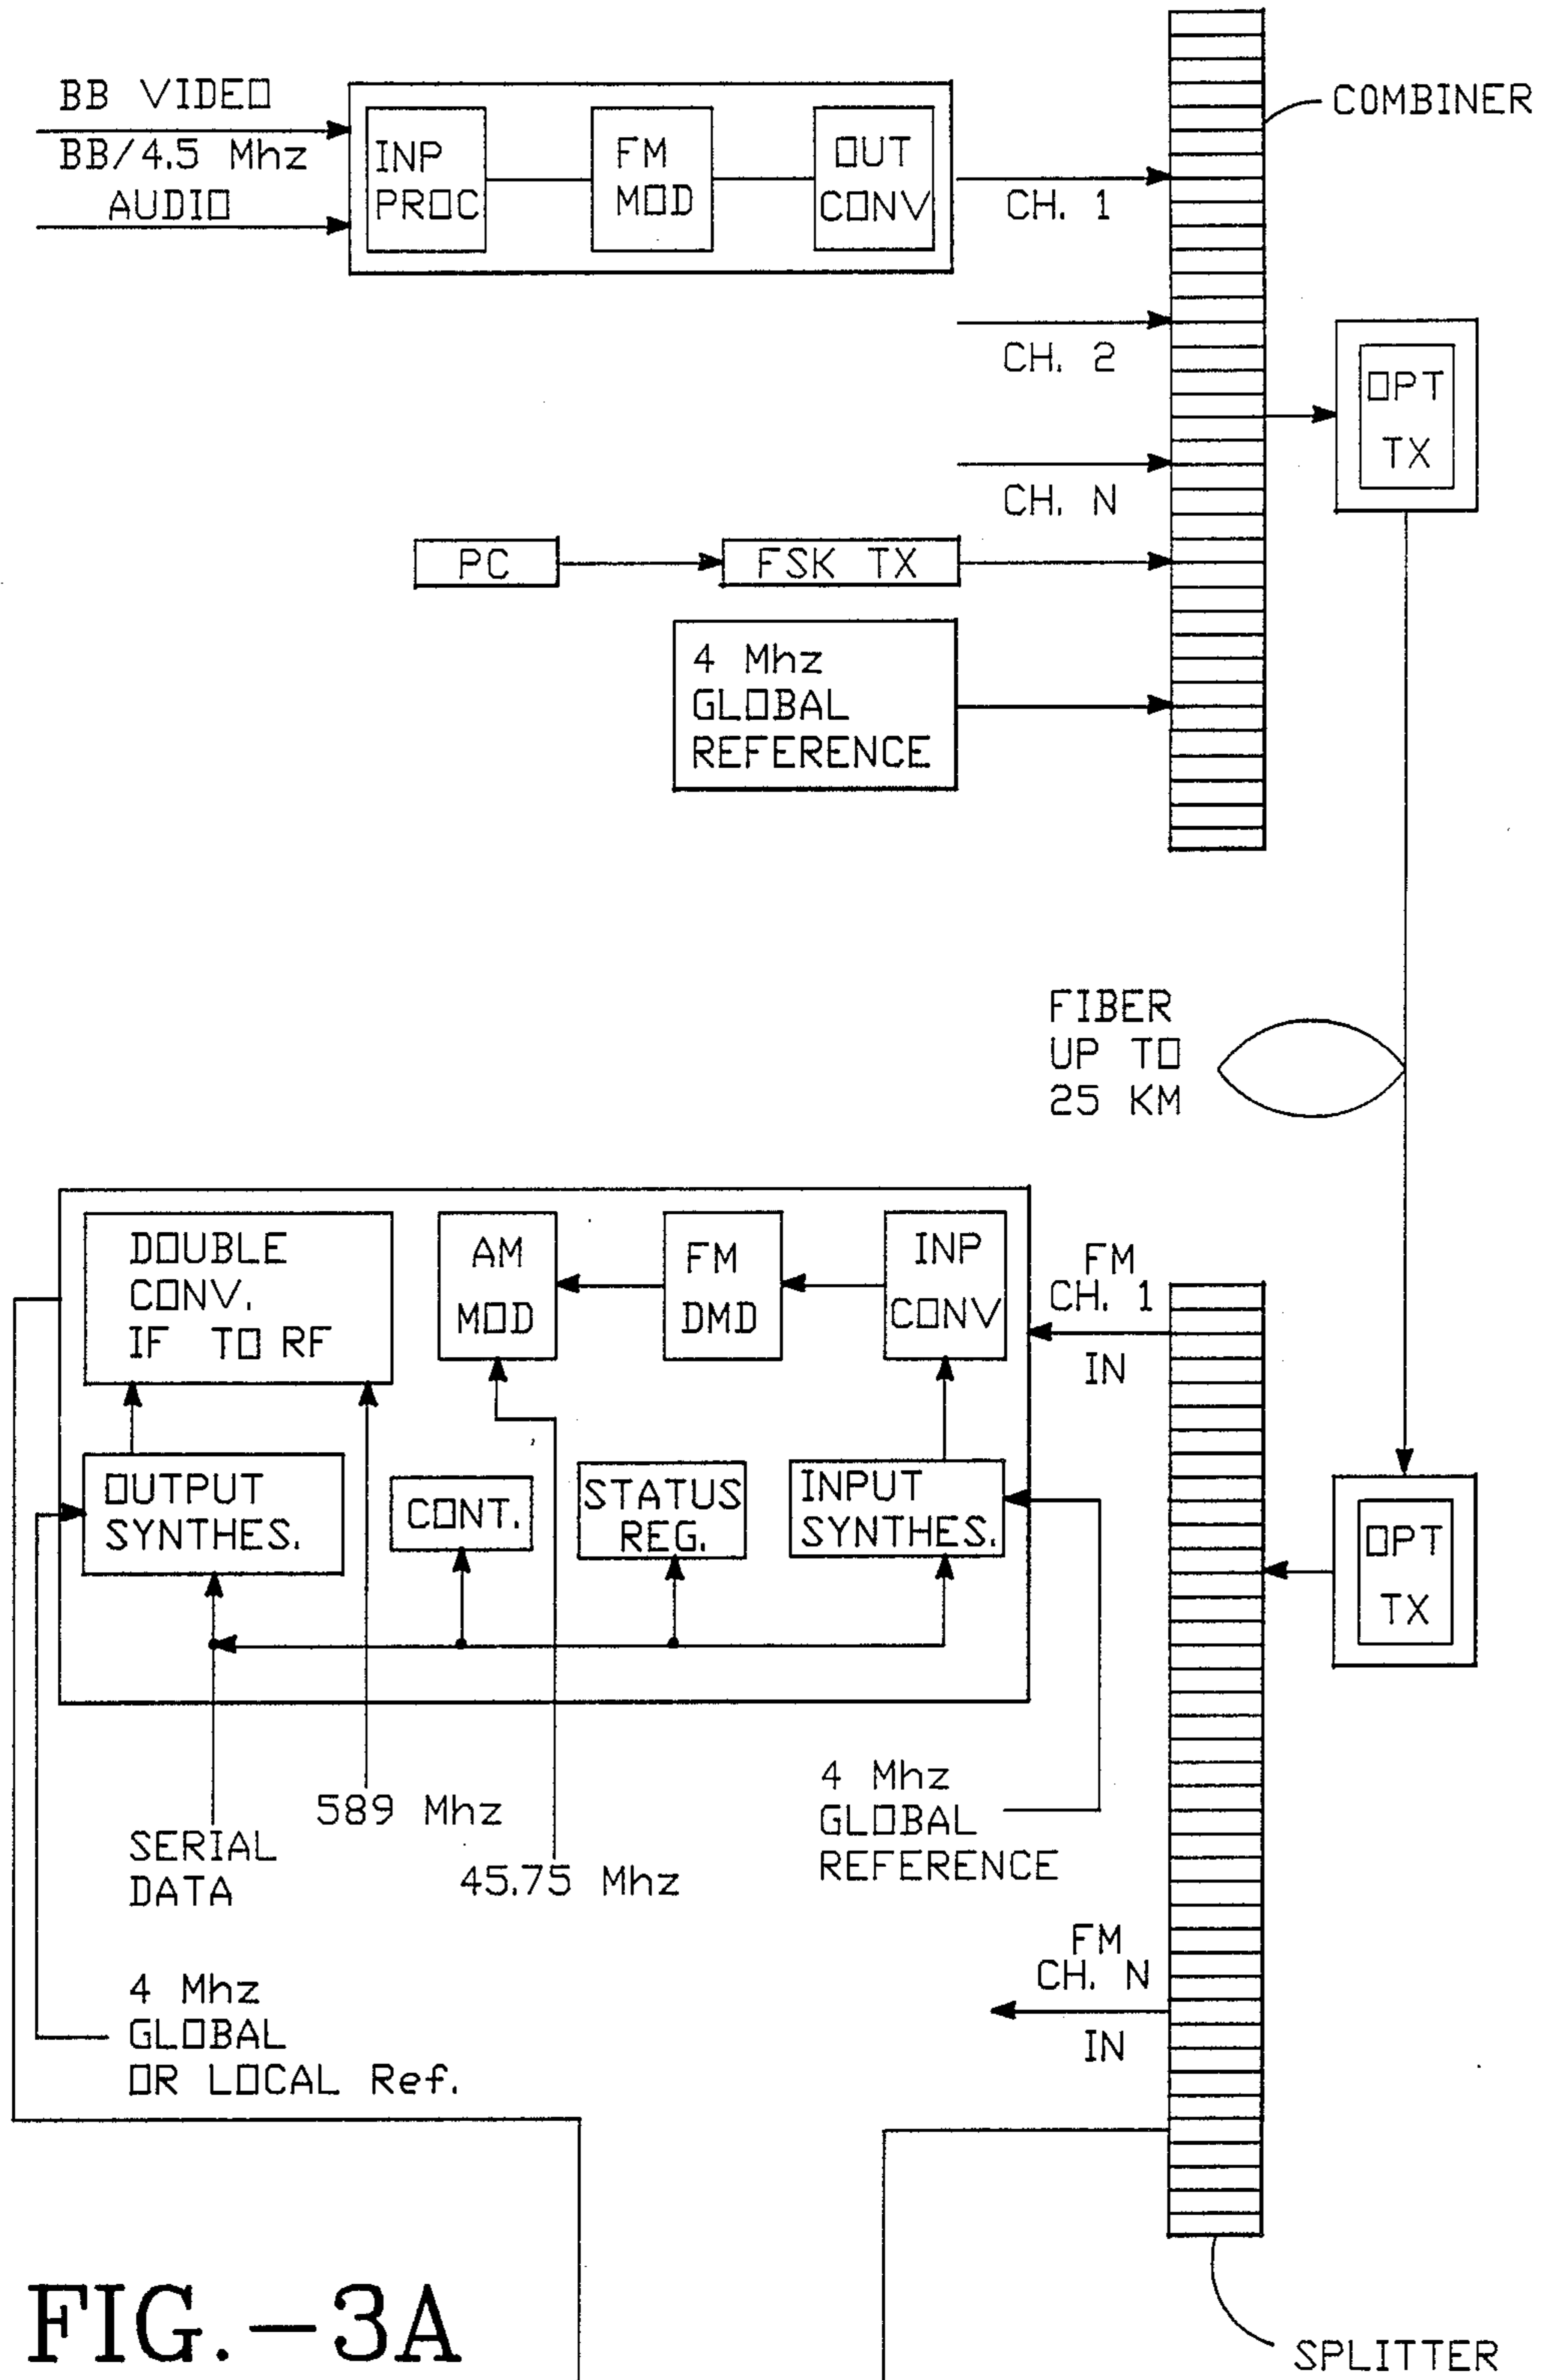 BB VIDEO
BB/4.5 Mhz
AUDIO
INP
PROC
FM
MOD
OUT
CONV
CH. 1
COMBINER
CH. 2
CH. N
OPT
TX
PC
FSK TX
4 Mhz
GLOBAL
REFERENCE
FIBER
UP TO
25 KM
DOUBLE
CONV.
IF TO RF
AM
MOD
FM
DMD
INP
CONV
FM
CH. 1
IN
OUTPUT
SYNTHES.
CONT.
STATUS
REG.
INPUT
SYNTHES.
OPT
TX
589 Mhz
SERIAL
DATA
45.75 Mhz
4 Mhz
GLOBAL
REFERENCE
FM
CH. N
IN
4 Mhz
GLOBAL
OR LOCAL Ref.
FIG.-3A
SPLITTER